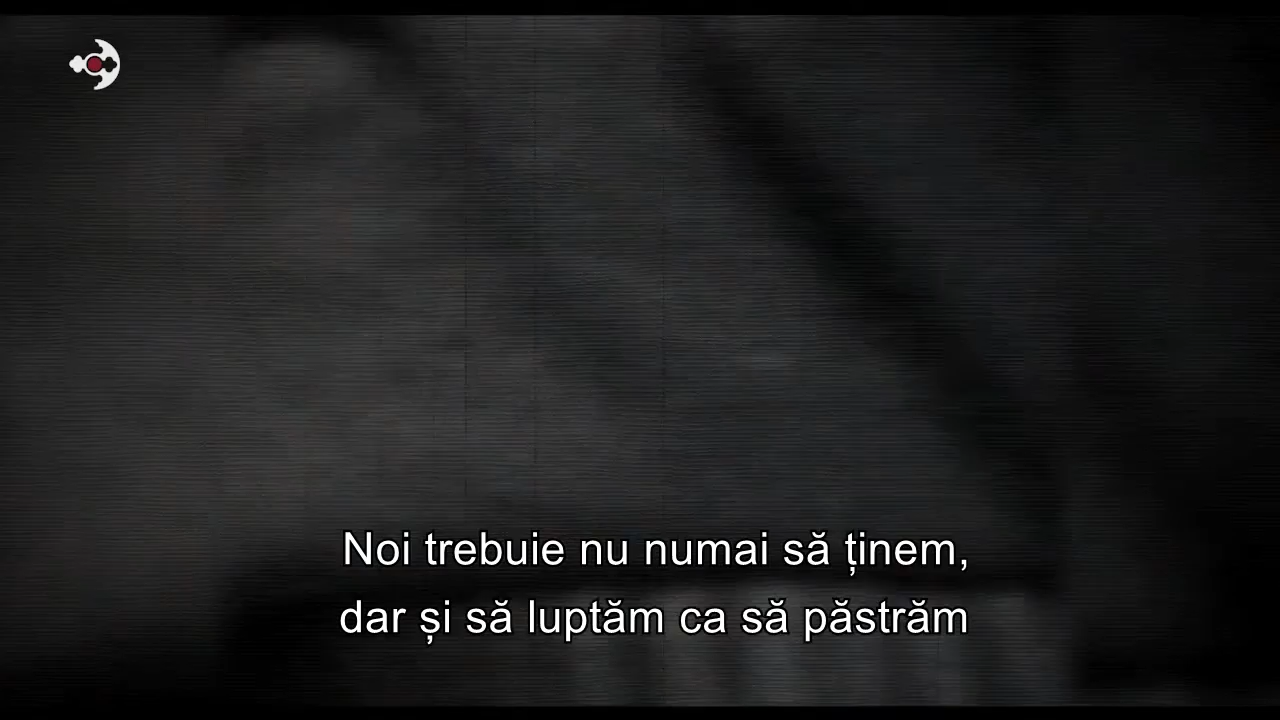 Noi trebuie nu numai să ținem,
dar și să luptăm ca să păstrăm